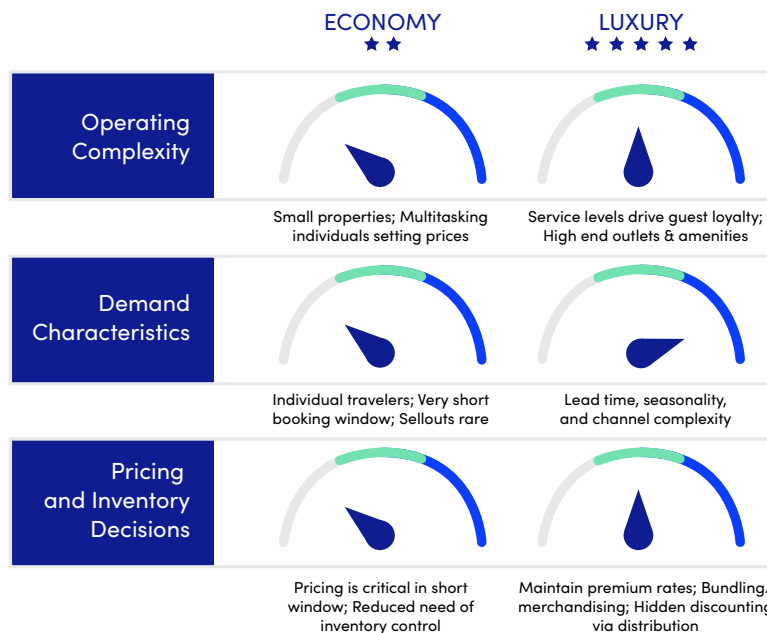 ECONOMY
LUXURY
Operating
Complexity
Small properties; Multitasking
individuals setting prices
Service levels drive guest loyalty;
High end outlets & amenities
Demand
Characteristics
Individual travelers; Very short
booking window; Sellouts rare
Lead time, seasonality,
and channel complexity
Pricing
and Inventory
Decisions
Pricing is critical in short
window; Reduced need of
inventory control
Maintain premium rates; Bundling/
merchandising; Hidden discounting
via distribution